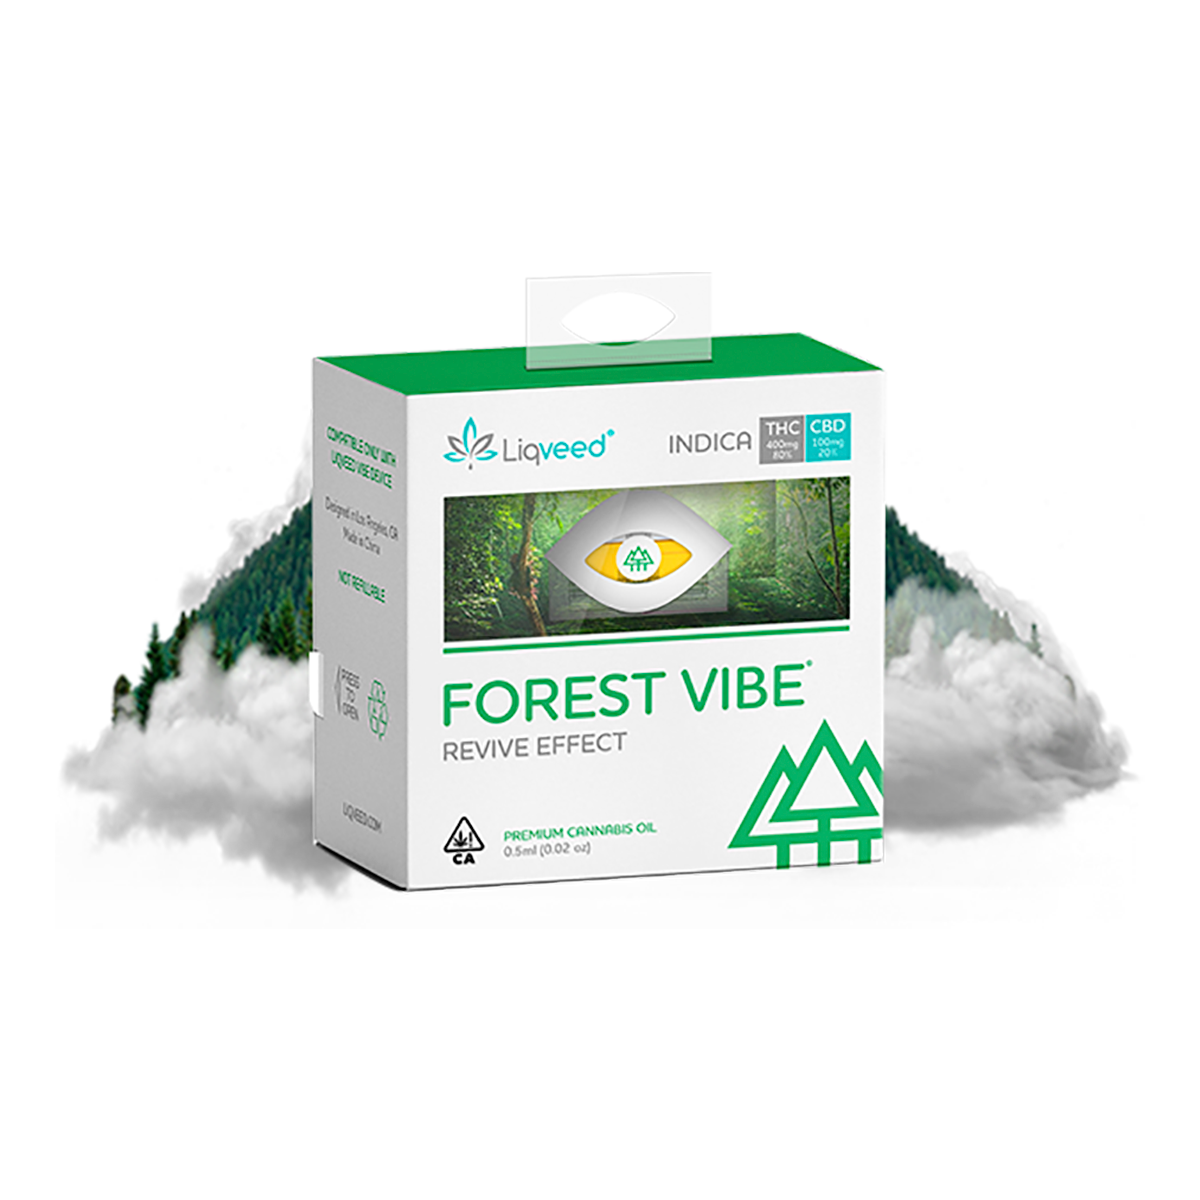 Liqveed®
INDICA
THC
400mg
80%
CBD
100mg
20%
FOREST VIBE®
REVIVE EFFECT
CA
PREMIUM CANNABIS OIL
0.5ml (0.02 oz)
COMPATIBLE ONLY WITH
LIQVEED VIBE DEVICE
Designed in Los Angeles, CA
Made in China
NOT REFILLABLE
PRESS
TO
OPEN
LIQVEED.COM